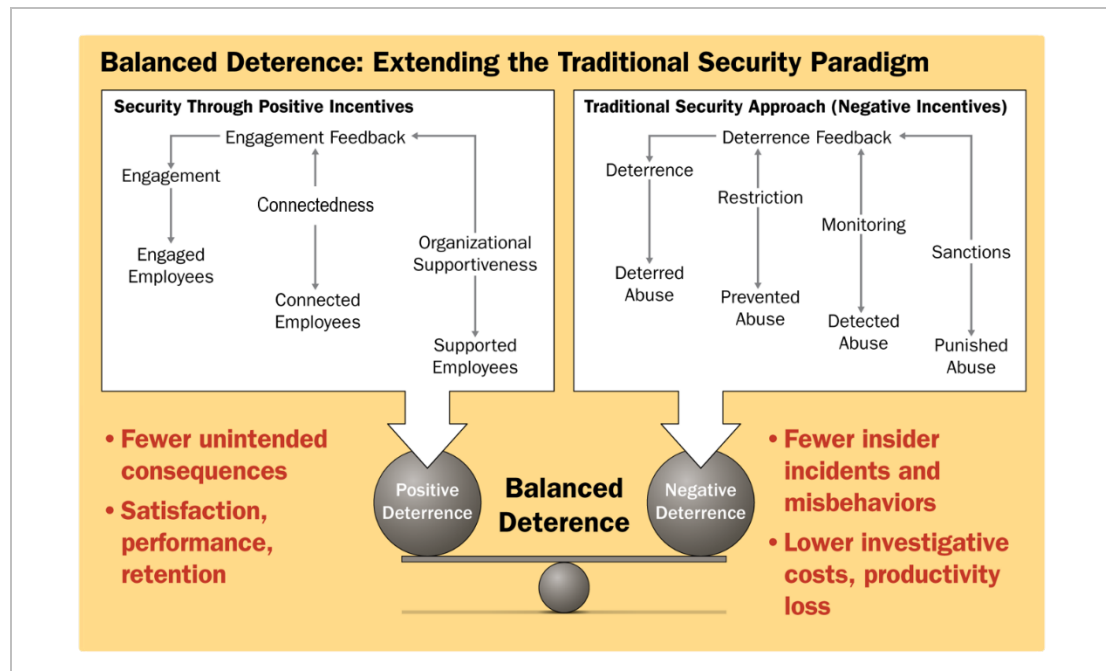 Balanced Deterence: Extending the Traditional Security Paradigm
Security Through Positive Incentives
Engagement Feedback
Engagement
Connectedness
Engaged
Employees
Organizational
Supportiveness
Connected
Employees
Supported
Employees
Traditional Security Approach (Negative Incentives)
Deterrence Feedback
Deterrence
Restriction
Monitoring
Sanctions
Deterred
Abuse
Prevented
Abuse
Detected
Abuse
Punished
Abuse
• Fewer unintended
consequences
• Satisfaction,
performance,
retention
Positive
Deterrence
Balanced
Deterence
Negative
Deterrence
• Fewer insider
incidents and
misbehaviors
• Lower investigative
costs, productivity
loss